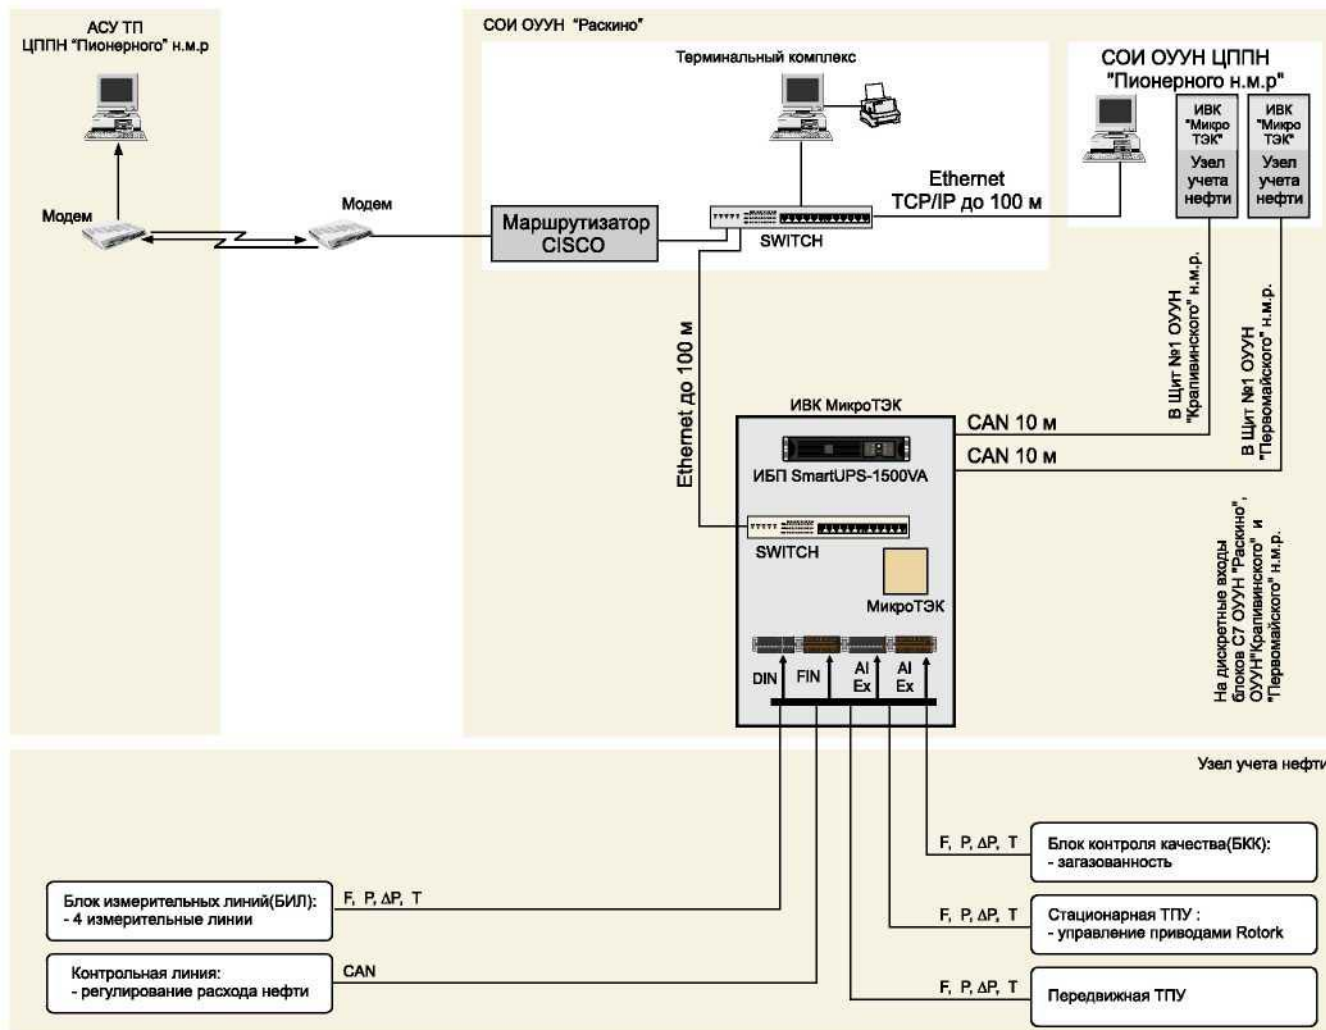 АСУ ТП
ЦППН "Пионерного" н.м.р
СОИ ОУУН "Раскино"
Терминальный комплекс
СОИ ОУУН ЦППН
"Пионерного н.м.р"
ИВК
"Микро
ТЭК"
Узел
учета
нефти
ИВК
"Микро
ТЭК"
Узел
учета
нефти
Модем
Модем
Маршрутизатор
CISCO
SWITCH
Ethernet
TCP/IP до 100 м
Ethernet до 100 м
В Щит №1 ОУУН
"Крапивинского" н.м.р.
В Щит №1 ОУУН
"Первомайского" н.м.р.
ИВК МикроТЭК
CAN 10 м
CAN 10 м
ИБП SmartUPS-1500VA
SWITCH
МикроТЭК
DIN
FIN
AI
Ex
AI
Ex
На дискретные входы
блоков С7 ОУУН "Раскино",
ОУУН"Крапивинского" и
"Первомайского" н.м.р.
Узел учета нефти
Блок измерительных линий(БИЛ):
- 4 измерительные линии
F, P, ΔP, T
Контрольная линия:
- регулирование расхода нефти
CAN
F, P, ΔP, T
Блок контроля качества(БКК):
- загазованность
F, P, ΔP, T
Стационарная ТПУ :
- управление приводами Rotork
F, P, ΔP, T
Передвижная ТПУ